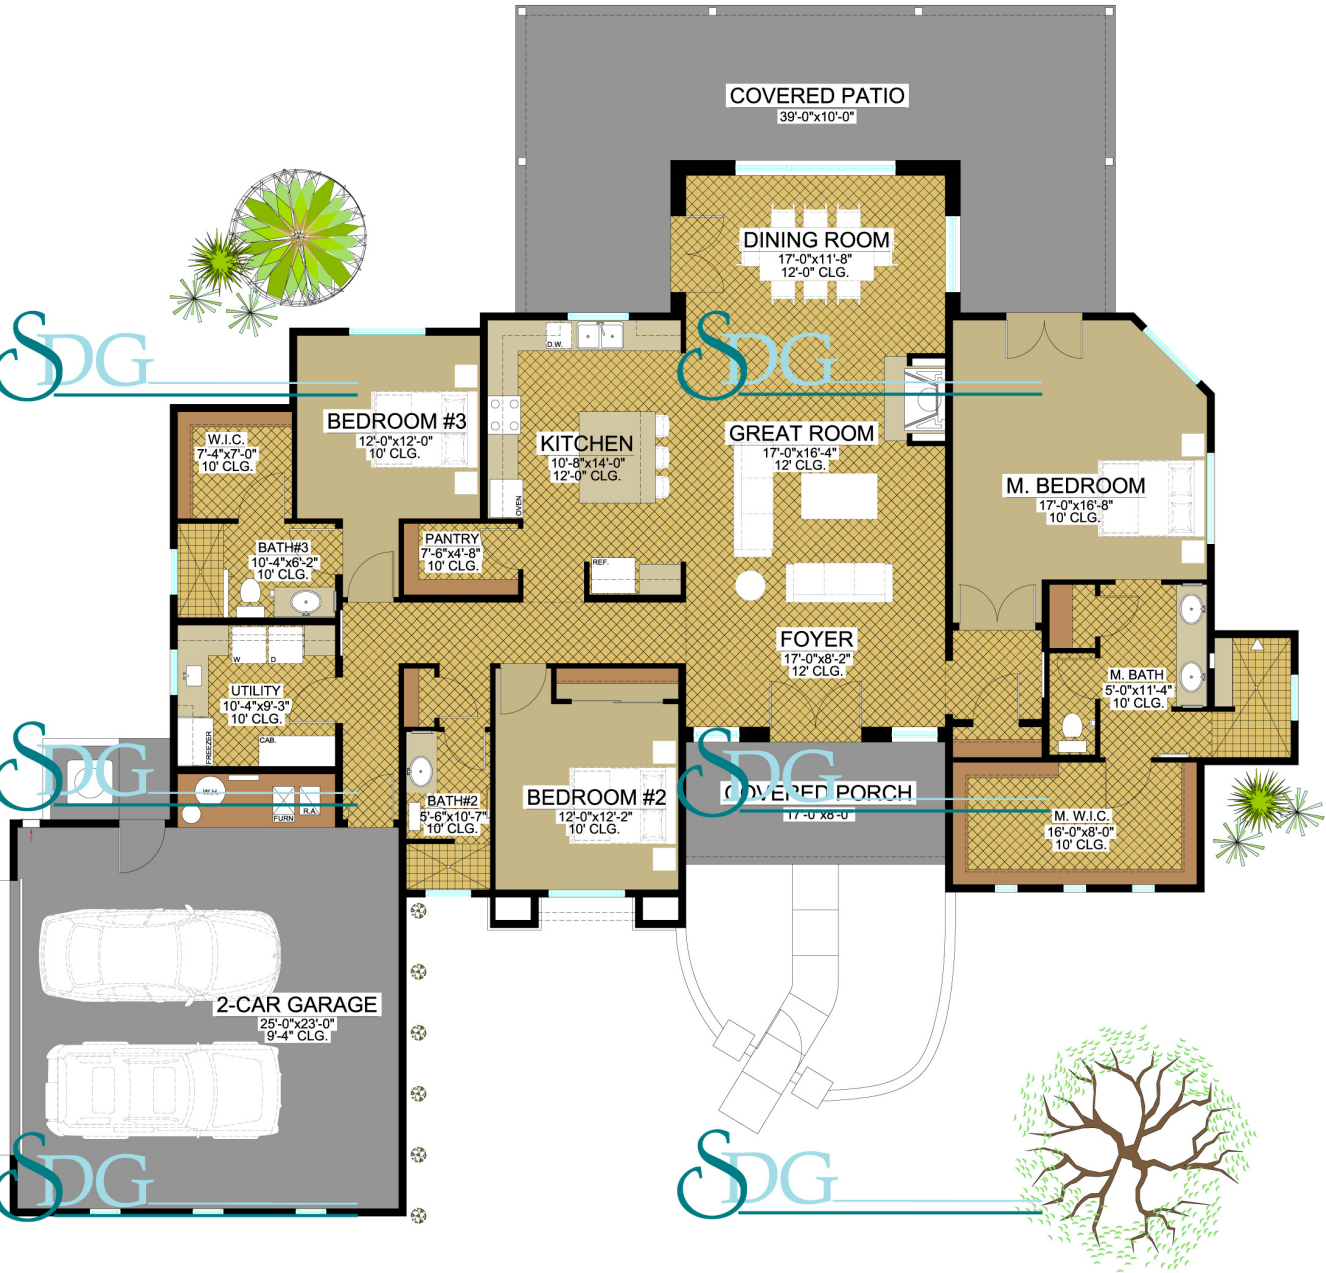 COVERED PATIO
39'-0"x10'-0"
DINING ROOM
17'-0"x11'-8"
12'-0" CLG.
SDG
SDG
D.W.
BEDROOM #3
12'-0"x12'-0"
10' CLG.
W.I.C.
7'-4"x7'-0"
10' CLG.
KITCHEN
10'-8"x14'-0"
12'-0" CLG.
GREAT ROOM
17'-0"x16'-4"
12' CLG.
M. BEDROOM
17'-0"x16'-8"
10' CLG.
OVEN
PANTRY
7'-6"x4'-8"
10' CLG.
BATH#3
10'-4"x6'-2"
10' CLG.
REF.
FOYER
17'-0"x8'-2"
12' CLG.
W
D
UTILITY
10'-4"x9'-3"
10' CLG.
M. BATH
5'-0"x11'-4"
10' CLG.
FREEZER
CAB.
SDG
SDG
W.H.
FURN
R.A.
BATH#2
5'-6"x10'-7"
10' CLG.
BEDROOM #2
12'-0"x12'-2"
10' CLG.
COVERED PORCH
17'-0"x8'-0"
M. W.I.C.
16'-0"x8'-0"
10' CLG.
2-CAR GARAGE
25'-0"x23'-0"
9'-4" CLG.
SDG
SDG